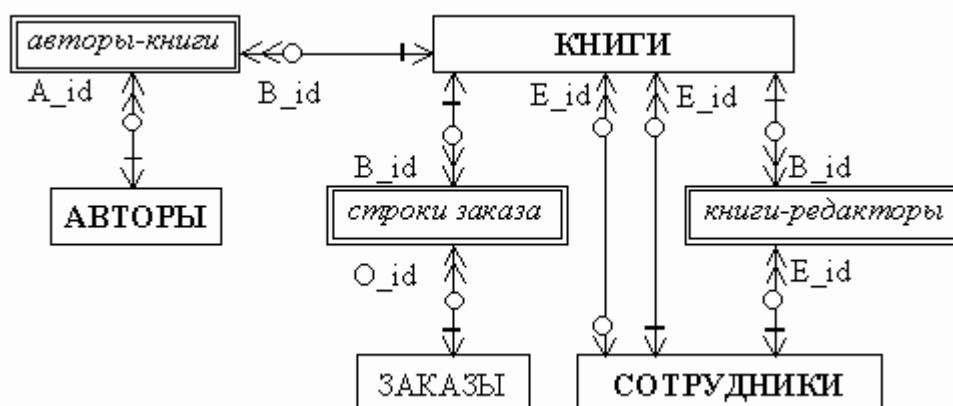 авторы-книги
КНИГИ
A_id
B_id
E_id
E_id
B_id
B_id
АВТОРЫ
строки заказа
книги-редакторы
O_id
E_id
ЗАКАЗЫ
СОТРУДНИКИ